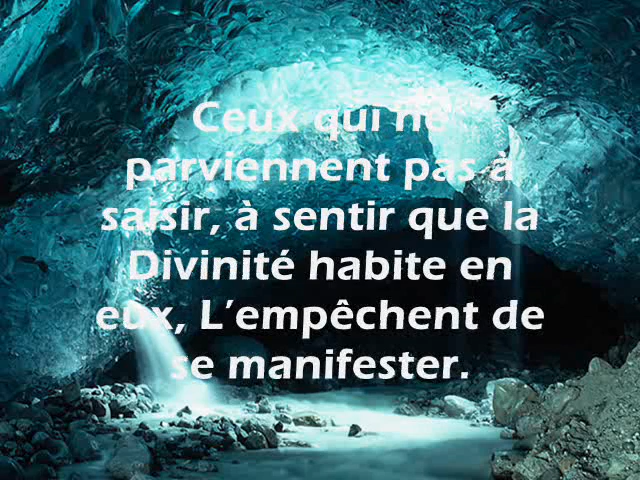 Ceux qui ne
parviennent pas à
saisir, à sentir que la
Divinité habite en
eux, L’empêchent de
se manifester.